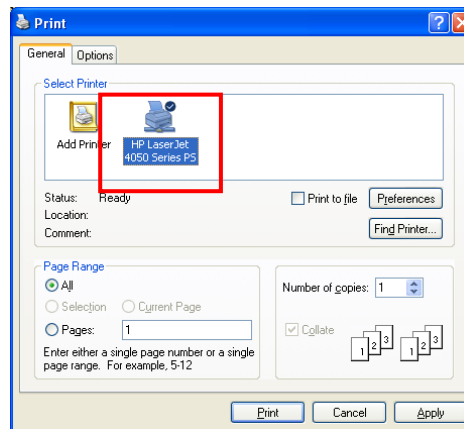 Print
General Options
Select Printer
Add Printer
HP LaserJet
4050 Series PS
Status: Ready
Print to file Preferences
Location:
Comment:
Find Printer...
Page Range
All
Selection Current Page
Pages: 1
Enter either a single page number or a single
page range. For example, 5-12
Number of copies: 1
Collate
1 2 3 1 2 3
Print Cancel Apply